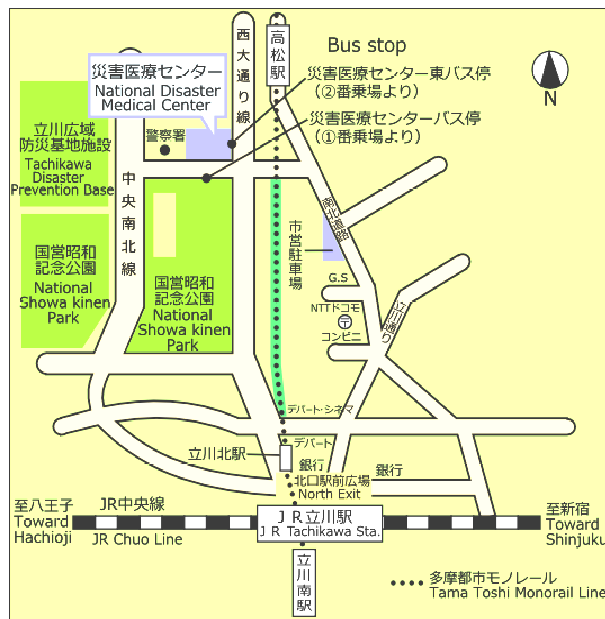 西大通り線
高松駅
Bus stop
災害医療センター
National Disaster
Medical Center
災害医療センター東バス停
(②番乗場より)
災害医療センターバス停
(①番乗場より)
N
立川広域
防災基地施設
Tachikawa
Disaster
Prevention Base
警察署
中央南北線
南北道路
市営駐車場
国営昭和
記念公園
National
Showa kinen
Park
国営昭和
記念公園
National
Showa kinen
Park
G.S
NTTドコモ
〒
コンビニ
立川通り
デパート・シネマ
デパート
立川北駅
銀行
銀行
北口駅前広場
North Exit
至八王子
Toward
Hachioji
JR中央線
JR Chuo Line
JR立川駅
JR Tachikawa Sta.
至新宿
Toward
Shinjuku
立川南駅
多摩都市モノレール
Tama Toshi Monorail Line